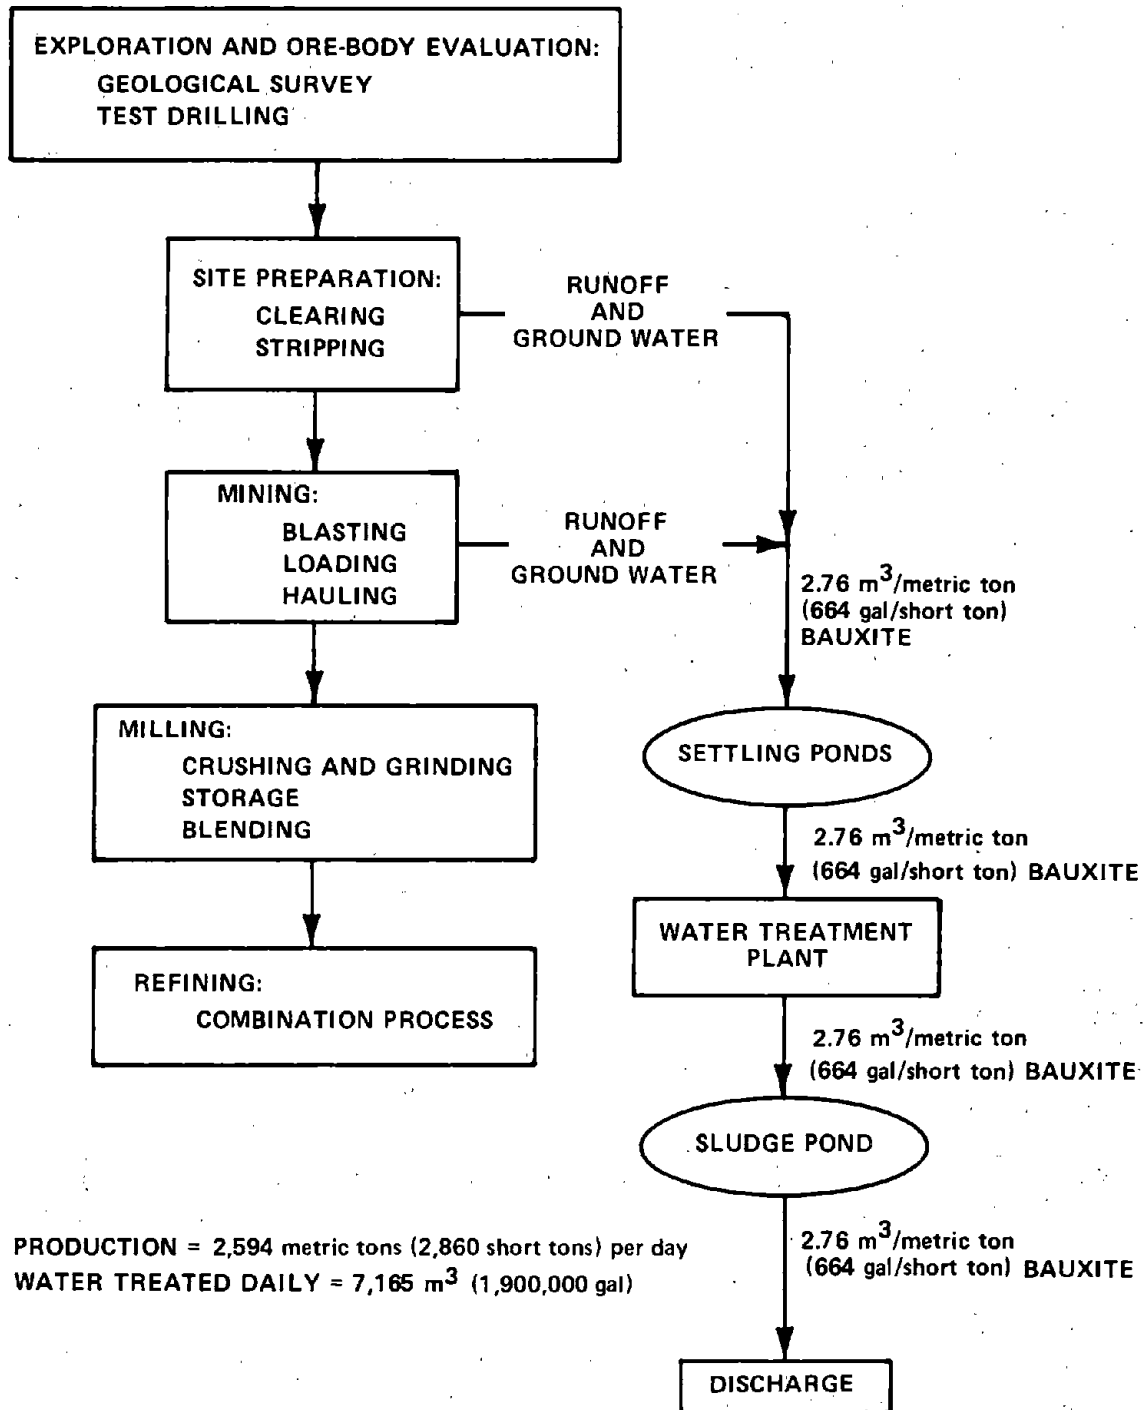 EXPLORATION AND ORE-BODY EVALUATION:
GEOLOGICAL SURVEY
TEST DRILLING
SITE PREPARATION:
CLEARING
STRIPPING
RUNOFF
AND
GROUND WATER
MINING:
BLASTING
LOADING
HAULING
RUNOFF
AND
GROUND WATER
2.76 m³/metric ton
(664 gal/short ton)
BAUXITE
MILLING:
CRUSHING AND GRINDING
STORAGE
BLENDING
SETTLING PONDS
2.76 m³/metric ton
(664 gal/short ton) BAUXITE
WATER TREATMENT
PLANT
REFINING:
COMBINATION PROCESS
2.76 m³/metric ton
(664 gal/short ton) BAUXITE
SLUDGE POND
PRODUCTION = 2,594 metric tons (2,860 short tons) per day
WATER TREATED DAILY = 7,165 m³ (1,900,000 gal)
2.76 m³/metric ton
(664 gal/short ton) BAUXITE
DISCHARGE